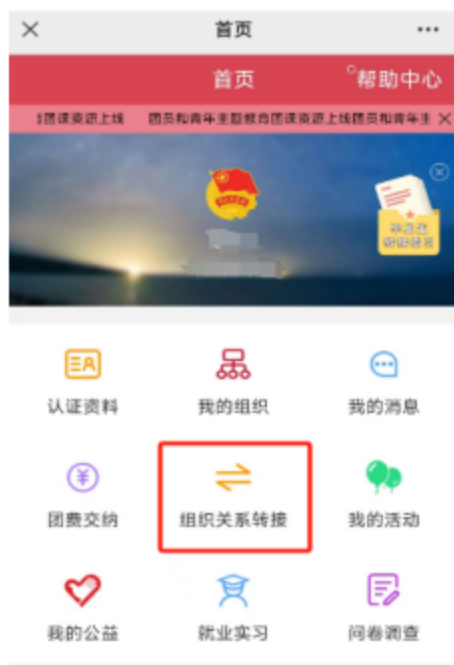 首页
首页 帮助中心
团课资源上线 团员和青年主题教育团课资源上线团员和青年主
毕业生
认证资料 我的组织 我的消息
团费交纳 组织关系转接 我的活动
我的公益 就业实习 问卷调查